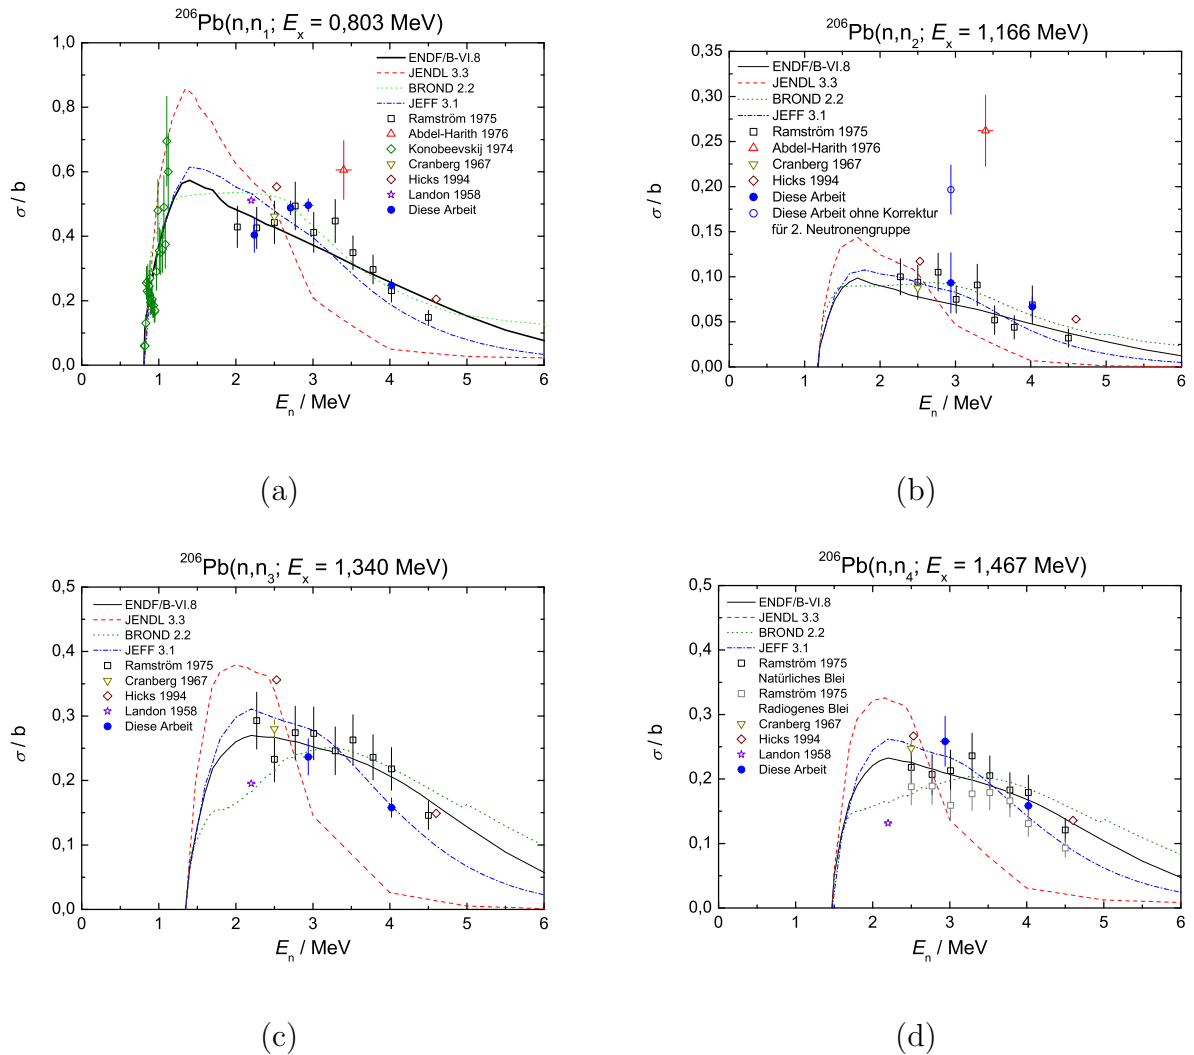 ²⁰⁶Pb(n,n₁; Eₓ = 0,803 MeV)
1,0
0,8
0,6
0,4
0,2
0,0
σ / b
ENDF/B-VI.8
JENDL 3.3
BROND 2.2
JEFF 3.1
Ramström 1975
Abdel-Harith 1976
Konobeevskij 1974
Cranberg 1967
Hicks 1994
Landon 1958
Diese Arbeit
0 1 2 3 4 5 6
Eₙ / MeV
(a)
²⁰⁶Pb(n,n₂; Eₓ = 1,166 MeV)
0,35
0,30
0,25
0,20
0,15
0,10
0,05
0,00
σ / b
ENDF/B-VI.8
JENDL 3.3
BROND 2.2
JEFF 3.1
Ramström 1975
Abdel-Harith 1976
Cranberg 1967
Hicks 1994
Diese Arbeit
Diese Arbeit ohne Korrektur
für 2. Neutronengruppe
0 1 2 3 4 5 6
Eₙ / MeV
(b)
²⁰⁶Pb(n,n₃; Eₓ = 1,340 MeV)
0,5
0,4
0,3
0,2
0,1
0,0
σ / b
ENDF/B-VI.8
JENDL 3.3
BROND 2.2
JEFF 3.1
Ramström 1975
Cranberg 1967
Hicks 1994
Landon 1958
Diese Arbeit
0 1 2 3 4 5 6
Eₙ / MeV
(c)
²⁰⁶Pb(n,n₄; Eₓ = 1,467 MeV)
0,5
0,4
0,3
0,2
0,1
0,0
σ / b
ENDF/B-VI.8
JENDL 3.3
BROND 2.2
JEFF 3.1
Ramström 1975
Natürliches Blei
Ramström 1975
Radiogenes Blei
Cranberg 1967
Hicks 1994
Landon 1958
Diese Arbeit
0 1 2 3 4 5 6
Eₙ / MeV
(d)